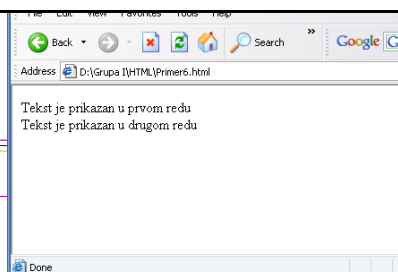 File Edit View Favorites Tools Help
Back Search » Google G
Address D:\Grupa I\HTML\Primer6.html
Tekst je prikazan u prvom redu
Tekst je prikazan u drugom redu
Done